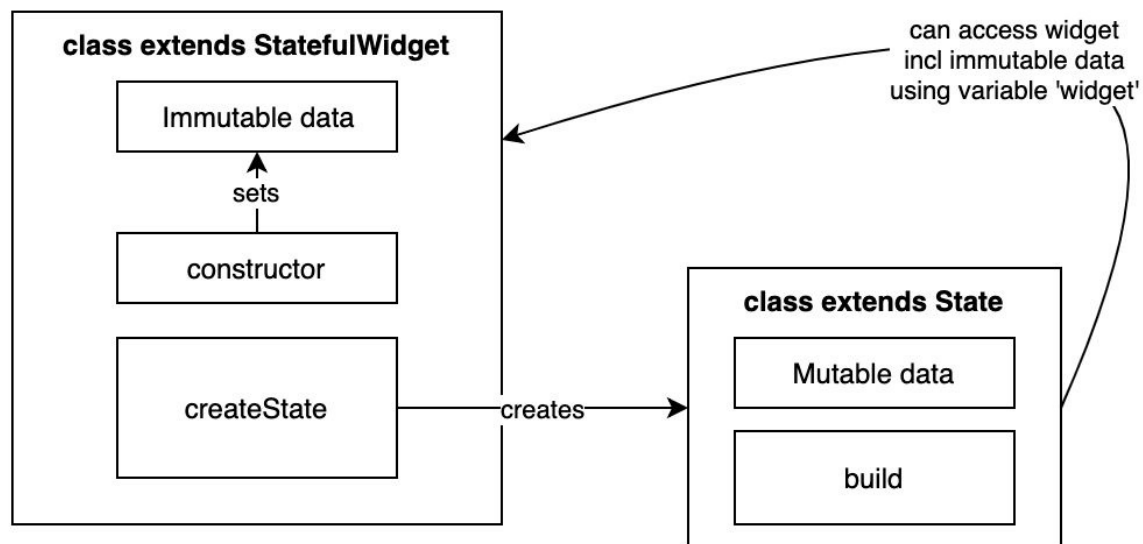 class extends StatefulWidget
Immutable data
sets
constructor
createState
creates
can access widget
incl immutable data
using variable 'widget'
class extends State
Mutable data
build